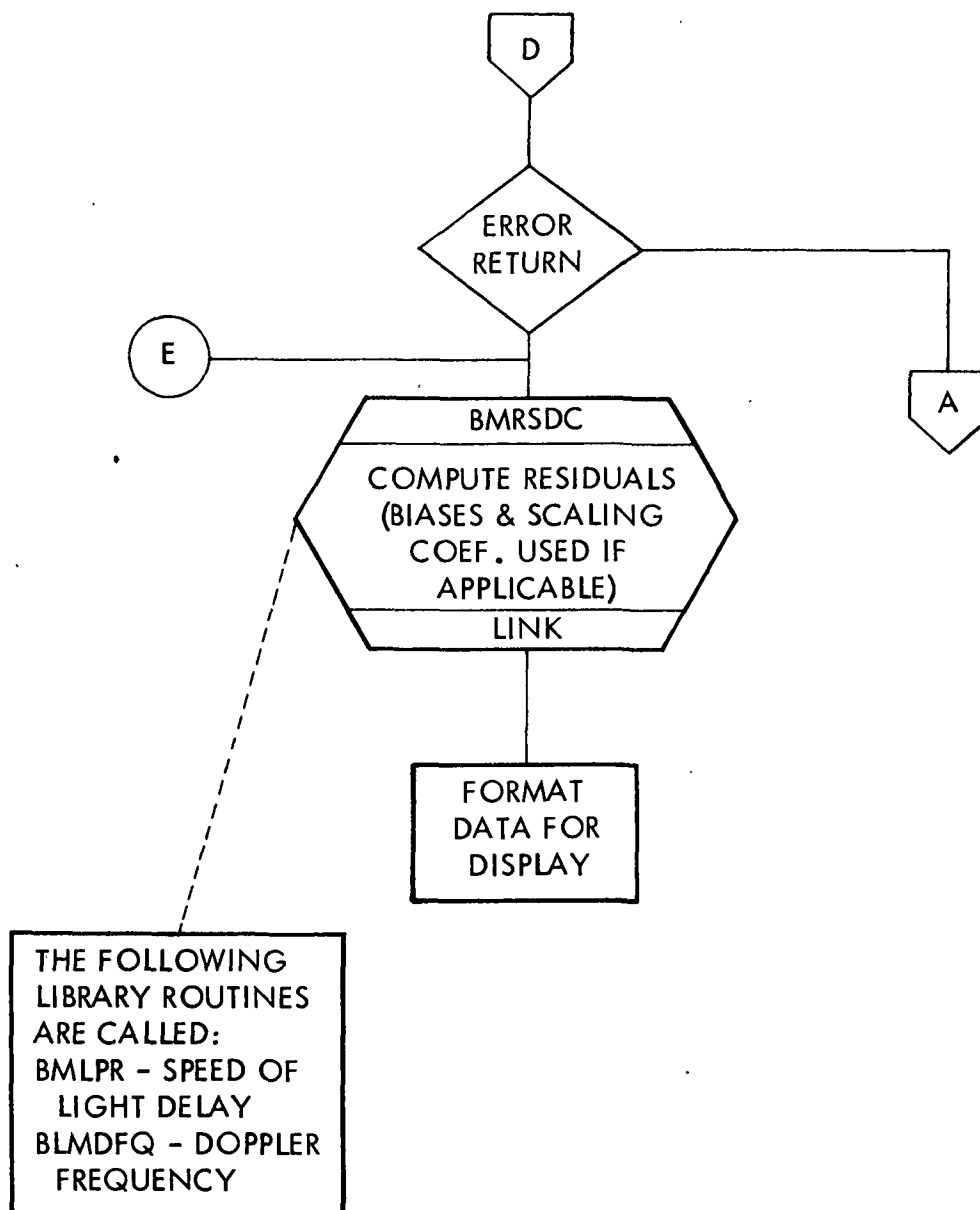 D
ERROR
RETURN
E
A
BMRSDC
COMPUTE RESIDUALS
(BIASES & SCALING
COEF. USED IF
APPLICABLE)
LINK
FORMAT
DATA FOR
DISPLAY
THE FOLLOWING
LIBRARY ROUTINES
ARE CALLED:
BMLPR - SPEED OF
LIGHT DELAY
BLMDFQ - DOPPLER
FREQUENCY